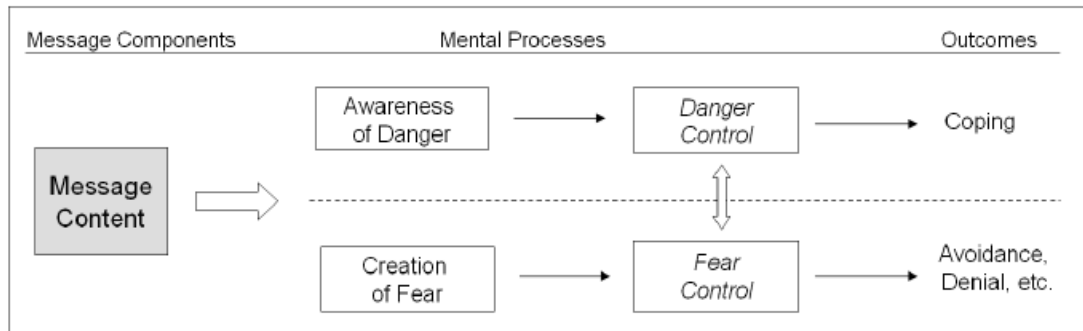 Message Components
Mental Processes
Outcomes
Awareness
of Danger
Danger
Control
Coping
Message
Content
Creation
of Fear
Fear
Control
Avoidance,
Denial, etc.